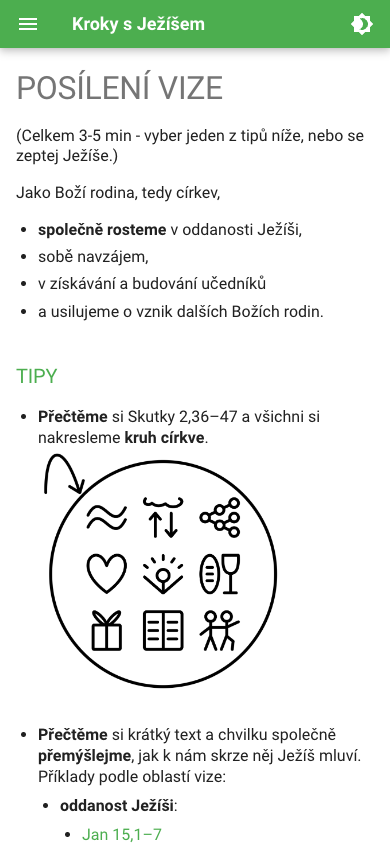 Kroky s Ježíšem
POSÍLENÍ VIZE
(Celkem 3-5 min - vyber jeden z tipů níže, nebo se
zeptej Ježíše.)
Jako Boží rodina, tedy církev,
• společně rosteme v oddanosti Ježíši,
• sobě navzájem,
• v získávání a budování učedníků
• a usilujeme o vznik dalších Božích rodin.
TIPY
• Přečtěme si Skutky 2,36–47 a všichni si
nakresleme kruh církve.
• Přečtěme si krátký text a chvilku společně
přemýšlejme, jak k nám skrze něj Ježíš mluví.
Příklady podle oblastí vize:
• oddanost Ježíši:
• Jan 15,1–7